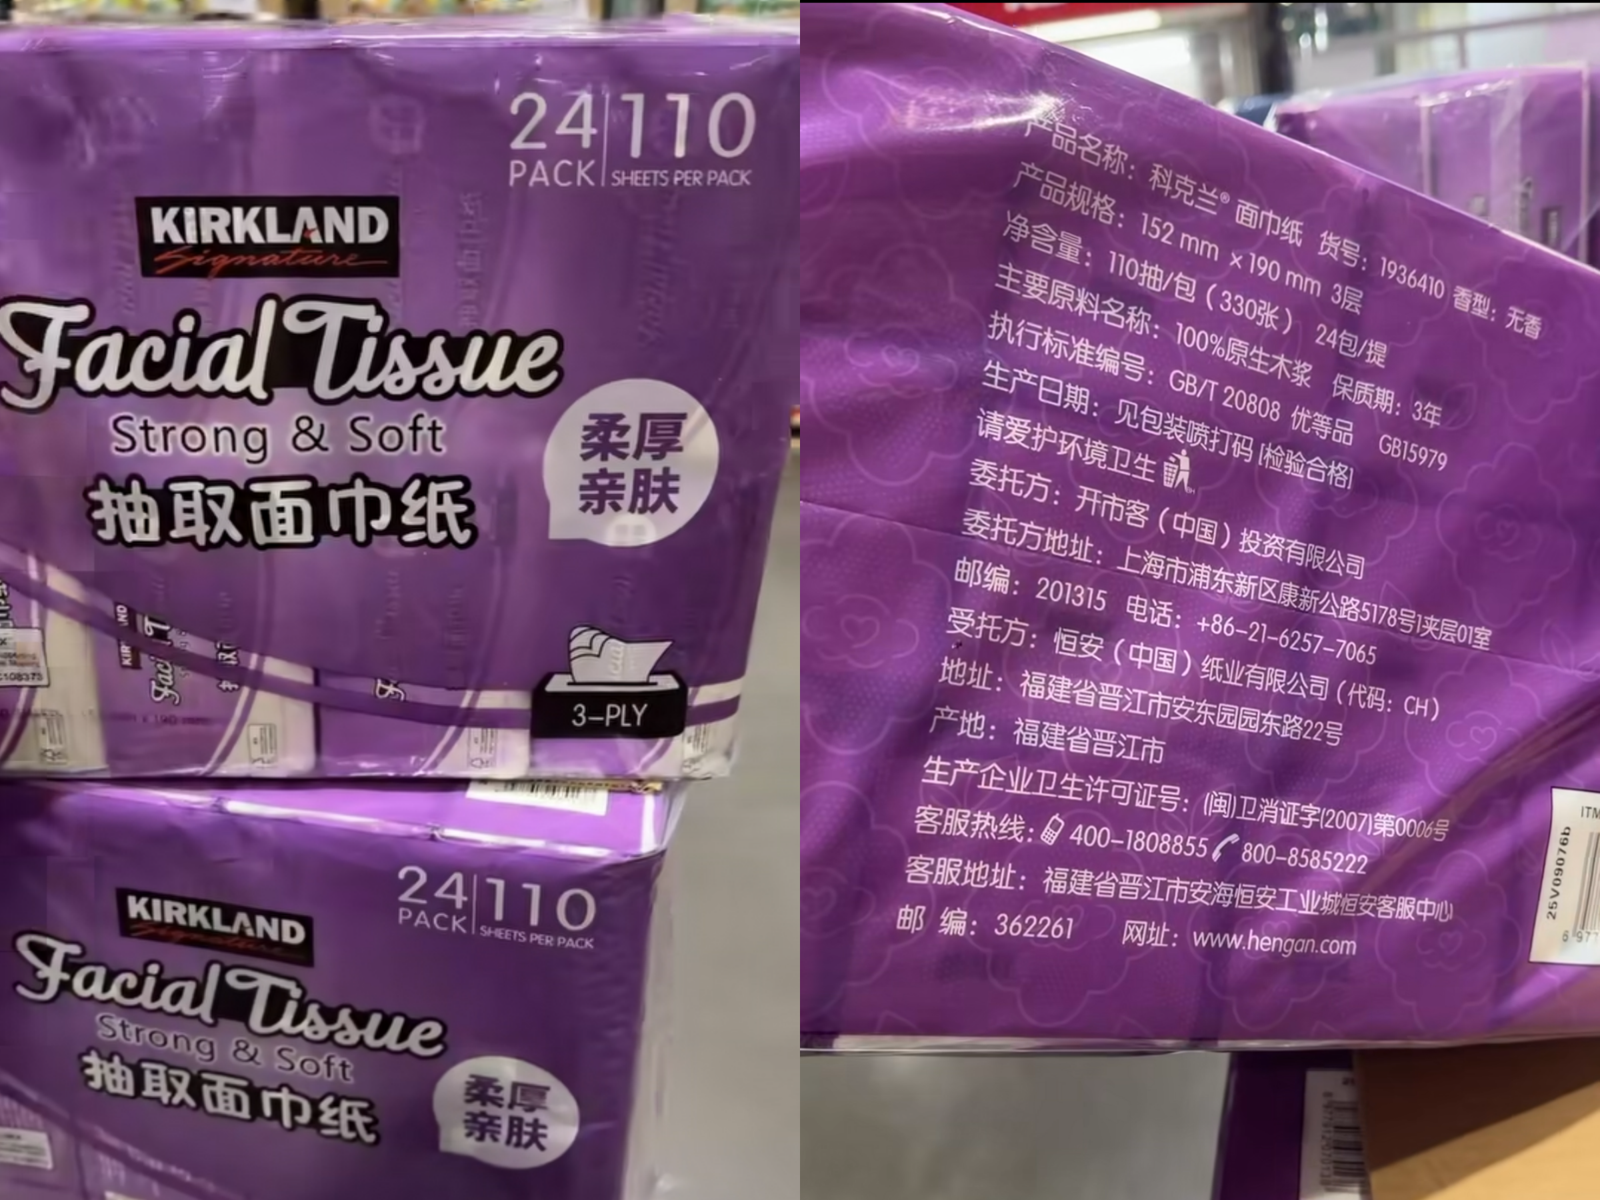 24 PACK | 110 SHEETS PER PACK
KIRKLAND
Signature
Facial Tissue
Strong & Soft
抽取面巾纸
柔厚
亲肤
3-PLY
24 PACK | 110 SHEETS PER PACK
KIRKLAND
Signature
Facial Tissue
Strong & Soft
抽取面巾纸
柔厚
亲肤
产品名称：科克兰® 面巾纸 货号：1936410 香型：无香
产品规格：152 mm ×190 mm 3层
净含量：110抽/包（330张） 24包/提
主要原料名称：100%原生木浆 保质期：3年
执行标准编号：GB/T 20808 优等品 GB15979
生产日期：见包装喷打码 [检验合格]
请爱护环境卫生
委托方：开市客（中国）投资有限公司
委托方地址：上海市浦东新区康新公路5178号1夹层01室
邮编：201315 电话：+86-21-6257-7065
受托方：恒安（中国）纸业有限公司（代码：CH）
地址：福建省晋江市安东园园东路22号
产地：福建省晋江市
生产企业卫生许可证号：(闽)卫消证字(2007)第0006号
客服热线：400-1808855 800-8585222
客服地址：福建省晋江市安海恒安工业城恒安客服中心
邮 编：362261 网址：www.hengan.com
ITM
25V09076b
6 977